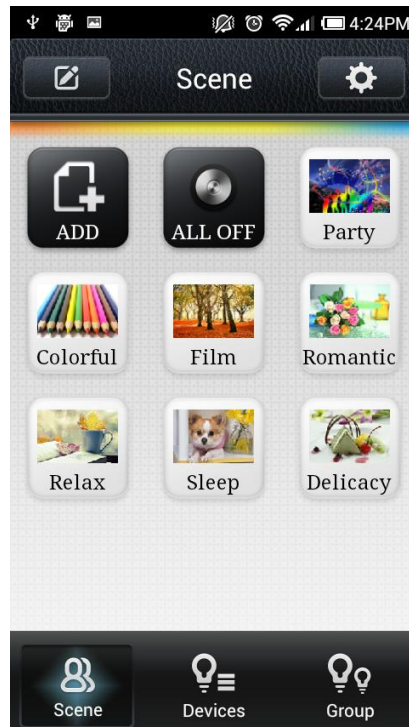 4:24PM
Scene
ADD
ALL OFF
Party
Colorful
Film
Romantic
Relax
Sleep
Delicacy
Scene
Devices
Group